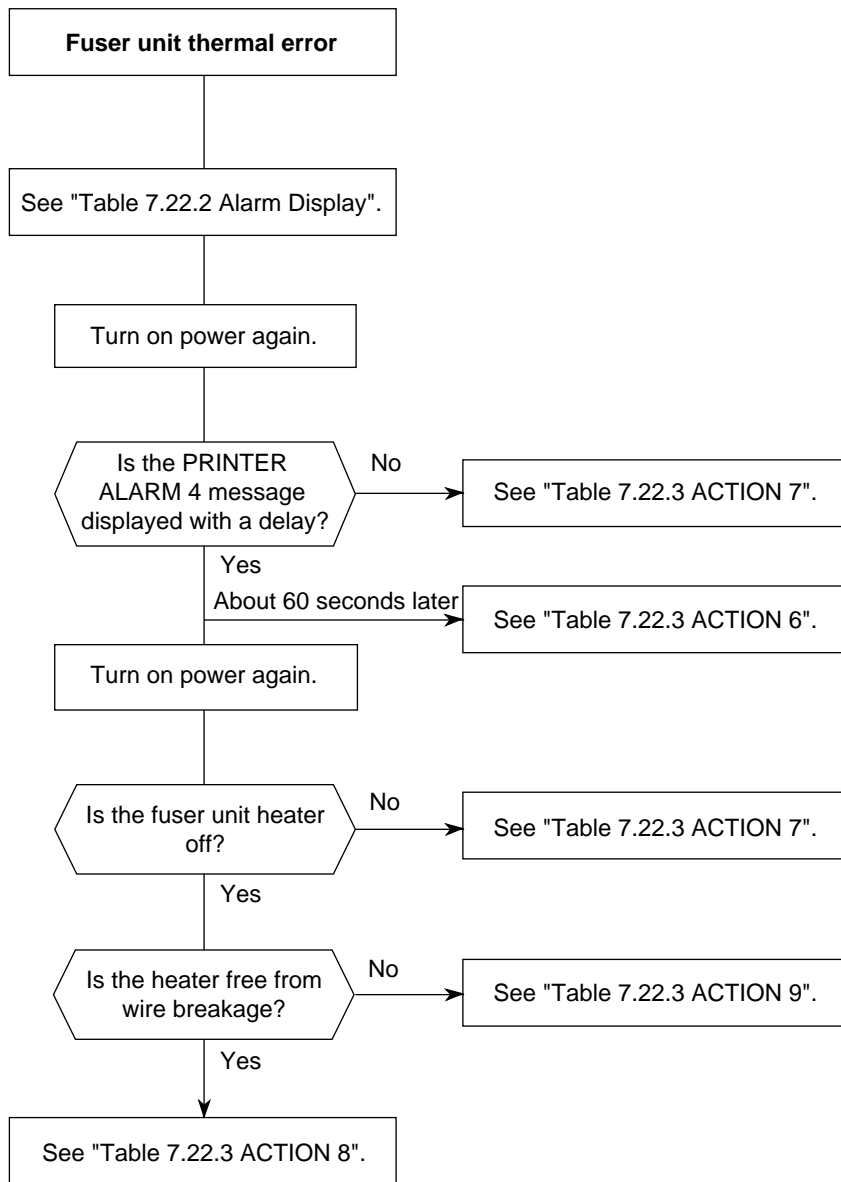 Fuser unit thermal error
See "Table 7.22.2 Alarm Display".
Turn on power again.
Is the PRINTER
ALARM 4 message
displayed with a delay?
No
See "Table 7.22.3 ACTION 7".
Yes
About 60 seconds later
See "Table 7.22.3 ACTION 6".
Turn on power again.
Is the fuser unit heater
off?
No
See "Table 7.22.3 ACTION 7".
Yes
Is the heater free from
wire breakage?
No
See "Table 7.22.3 ACTION 9".
Yes
See "Table 7.22.3 ACTION 8".